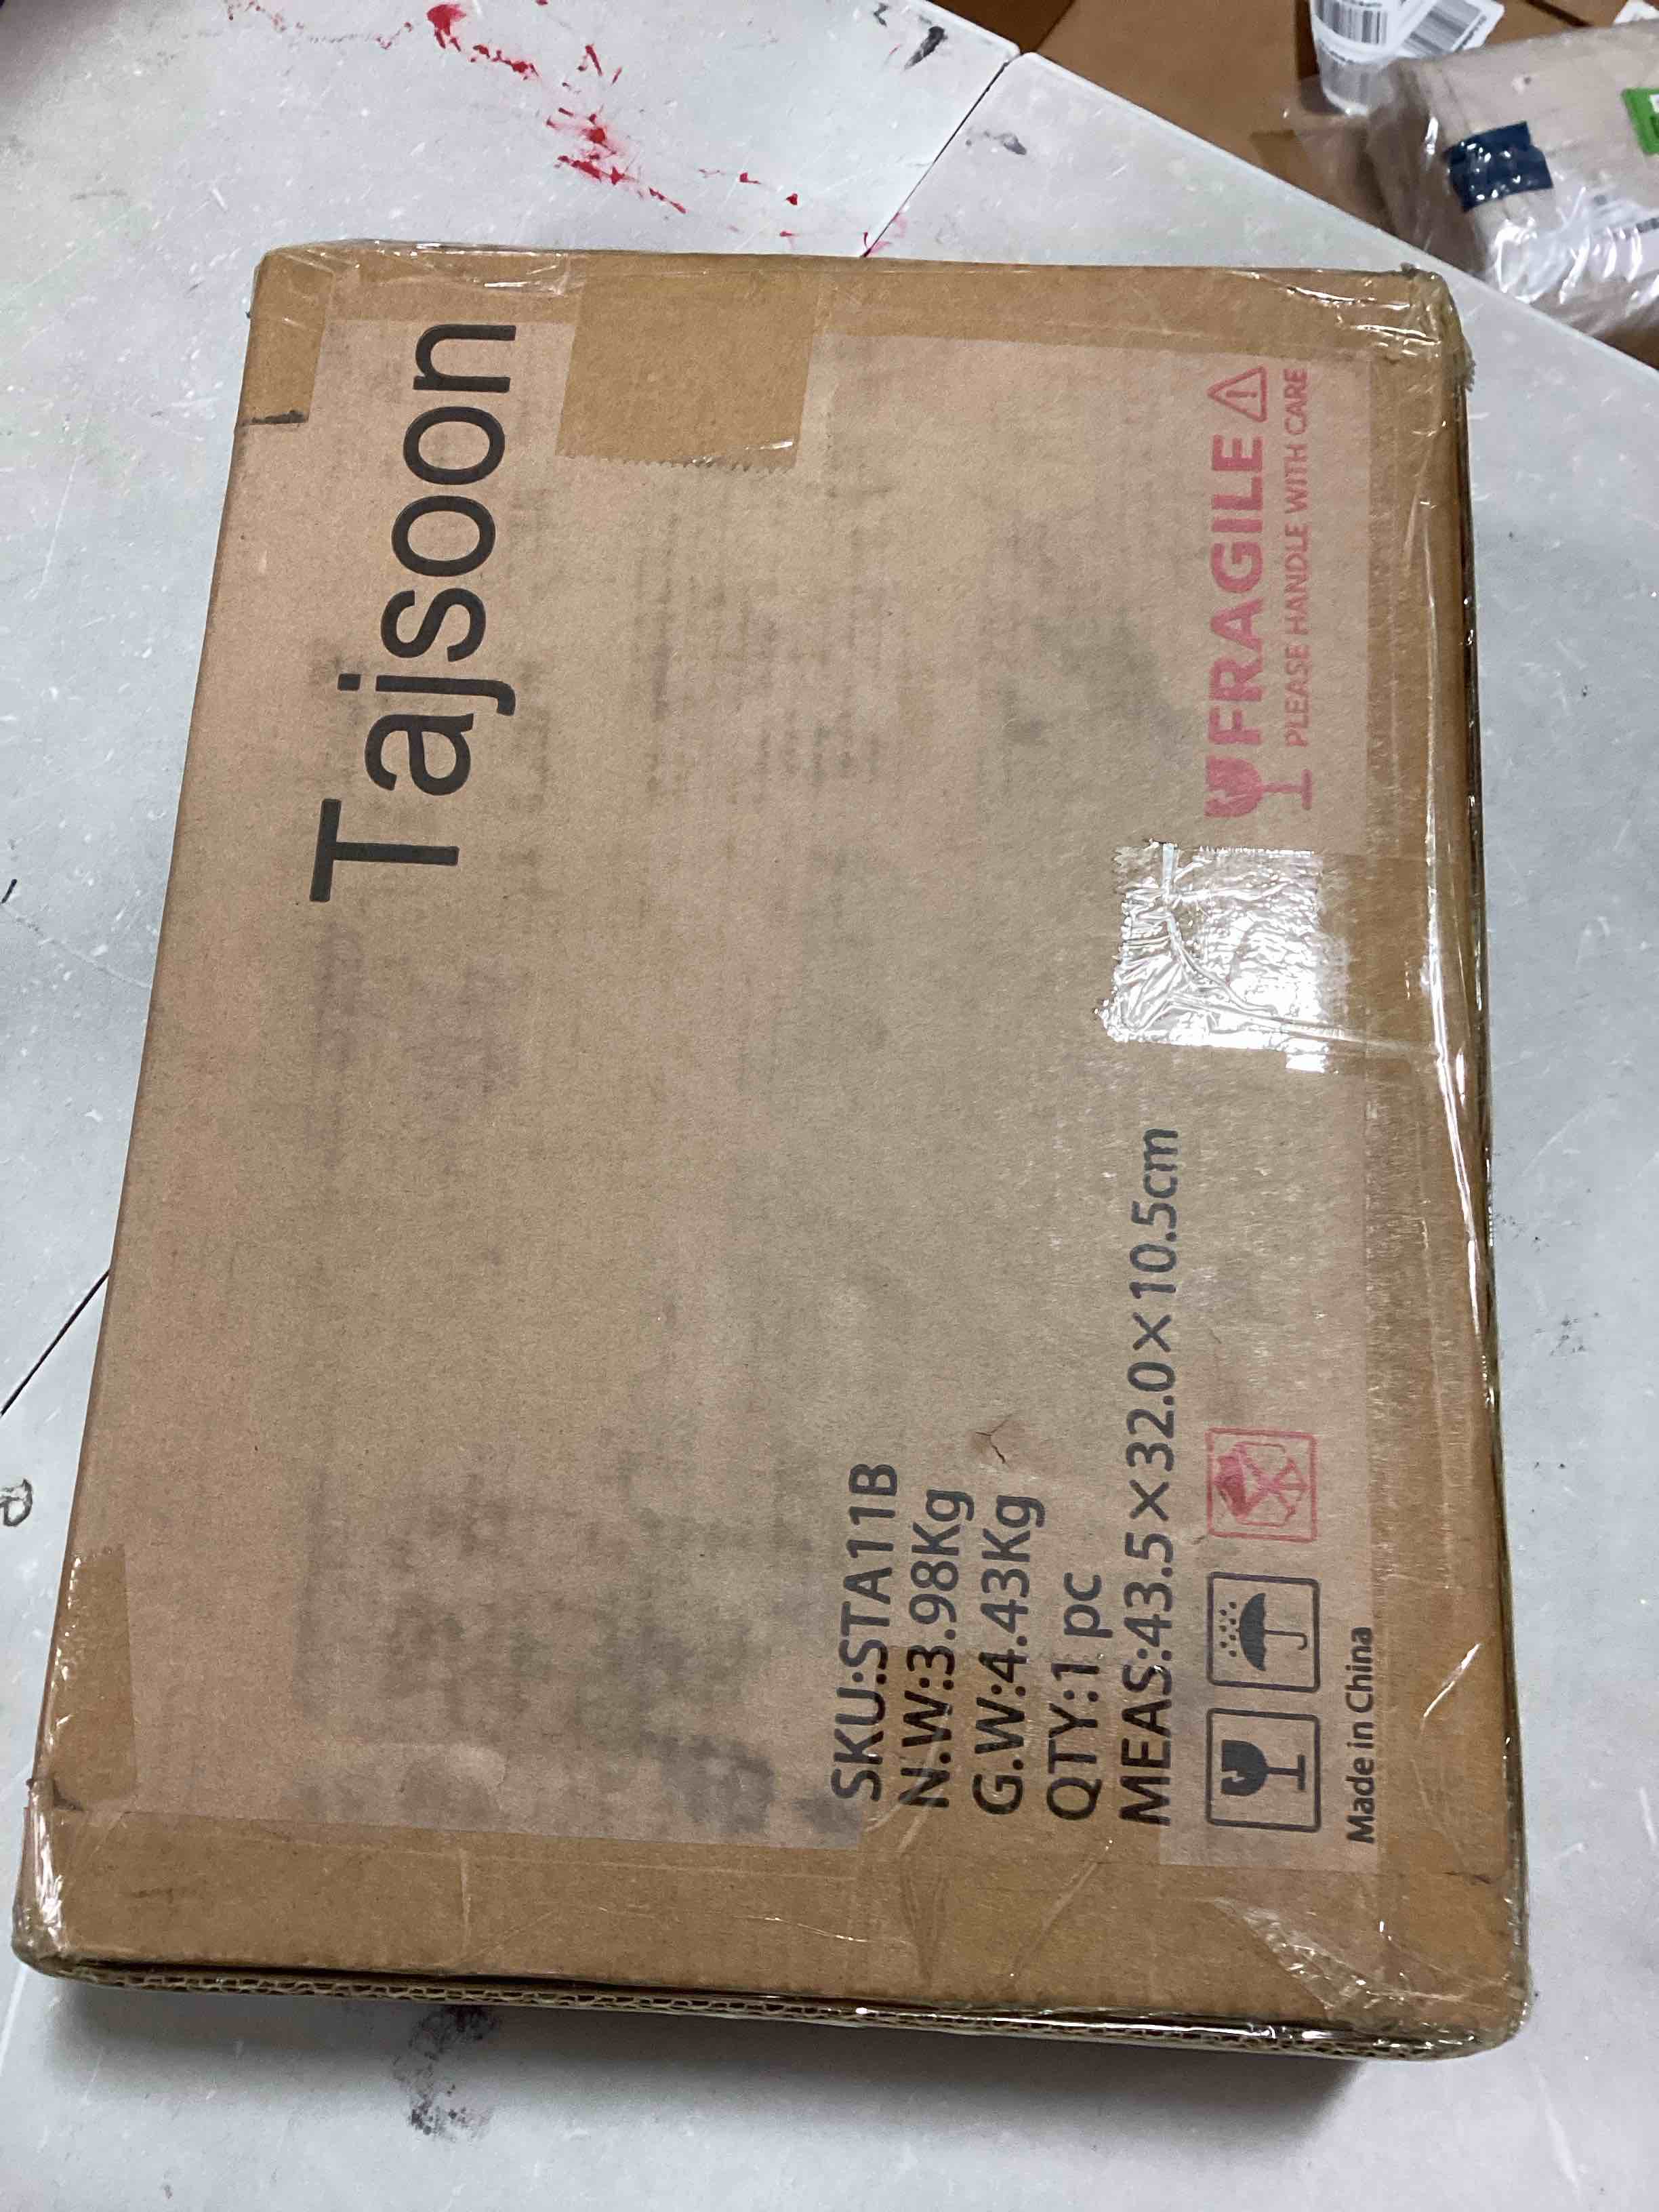 Tajsoon
SKU:STA11B
N.W:3.98Kg
G.W:4.43Kg
QTY:1 pc
MEAS:43.5×32.0×10.5cm
FRAGILE
PLEASE HANDLE WITH CARE
Made in China